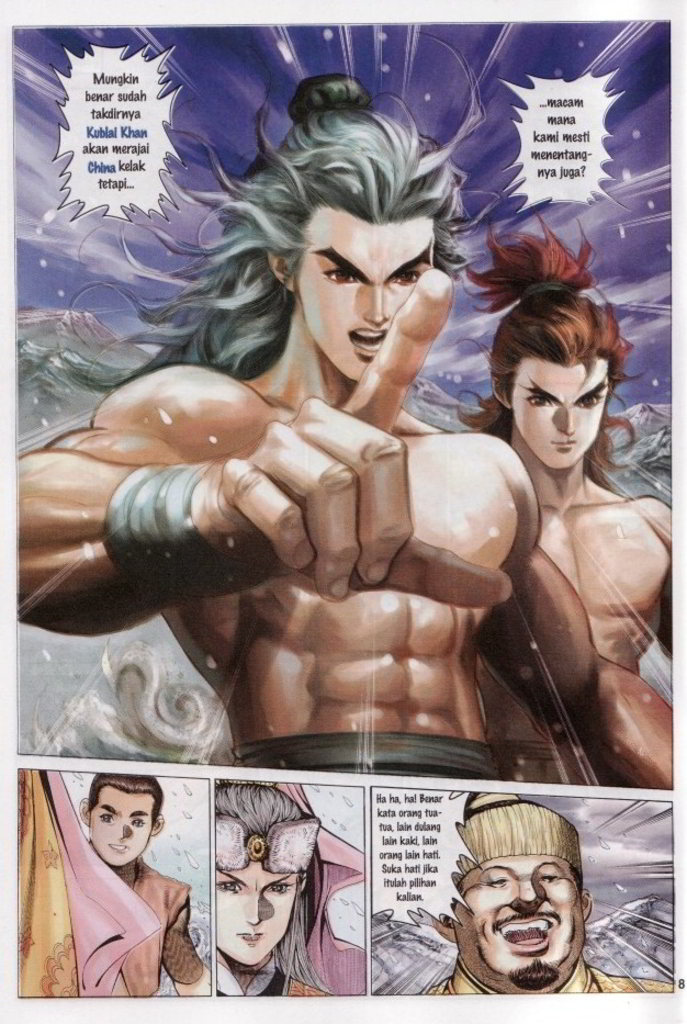 Mungkin
benar sudah
takdirnya
Kublai Khan
akan merajai
China kelak
tetapi...
...macam
mana
kami mesti
menentang-
nya juga?
Ha ha, ha! Benar
kata orang tua-
tua, lain dulang
lain kaki, lain
orang lain hati.
Suka hati jika
itulah pilihan
kalian.
8